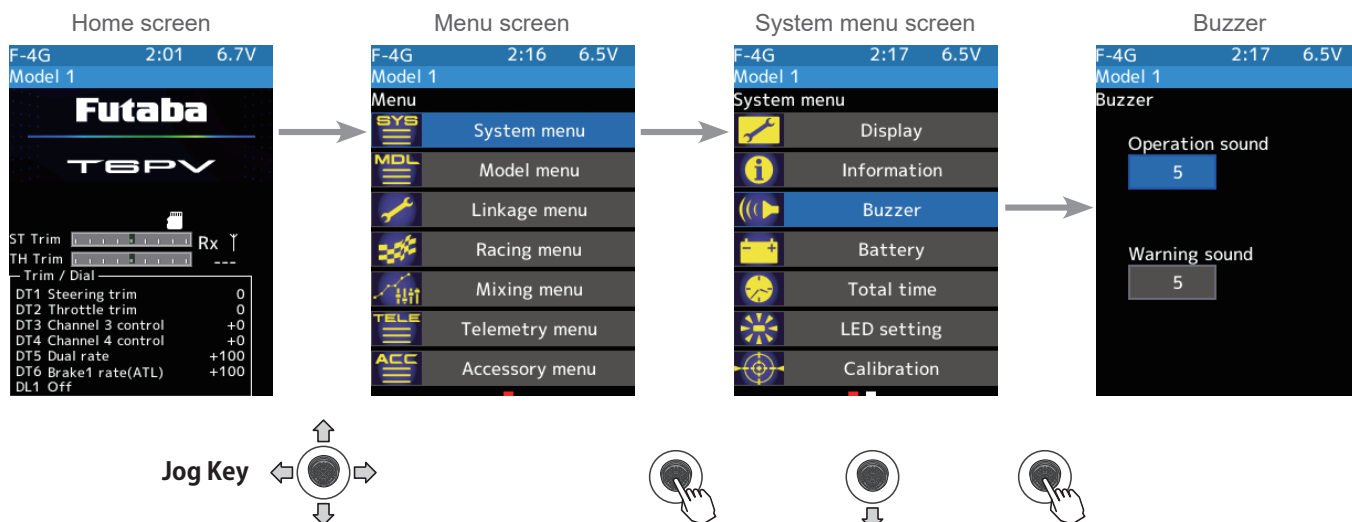 Home screen
F-4G 2:01 6.7V
Model 1
Futaba
T6PV
ST Trim Rx
TH Trim ---
Trim / Dial
DT1 Steering trim 0
DT2 Throttle trim 0
DT3 Channel 3 control +0
DT4 Channel 4 control +0
DT5 Dual rate +100
DT6 Brake1 rate(ATL) +100
DL1 Off
Menu screen
F-4G 2:16 6.5V
Model 1
Menu
SYS System menu
MDL Model menu
Linkage menu
Racing menu
Mixing menu
TELE Telemetry menu
ACC Accessory menu
System menu screen
F-4G 2:17 6.5V
Model 1
System menu
Display
Information
Buzzer
Battery
Total time
LED setting
Calibration
Buzzer
F-4G 2:17 6.5V
Model 1
Buzzer
Operation sound
5
Warning sound
5
Jog Key